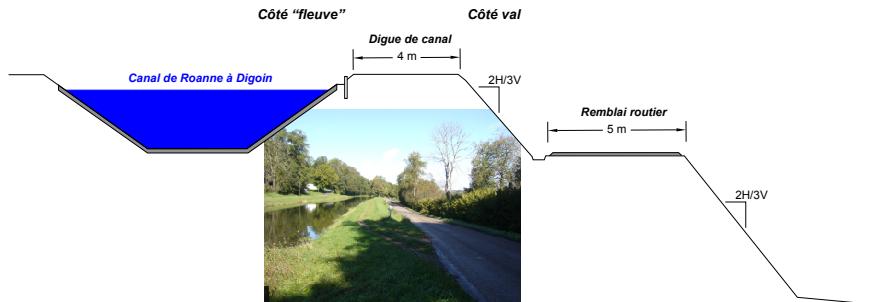 Côté “fleuve”
Côté val
Digue de canal
4 m
Canal de Roanne à Digoin
2H/3V
Remblai routier
5 m
2H/3V